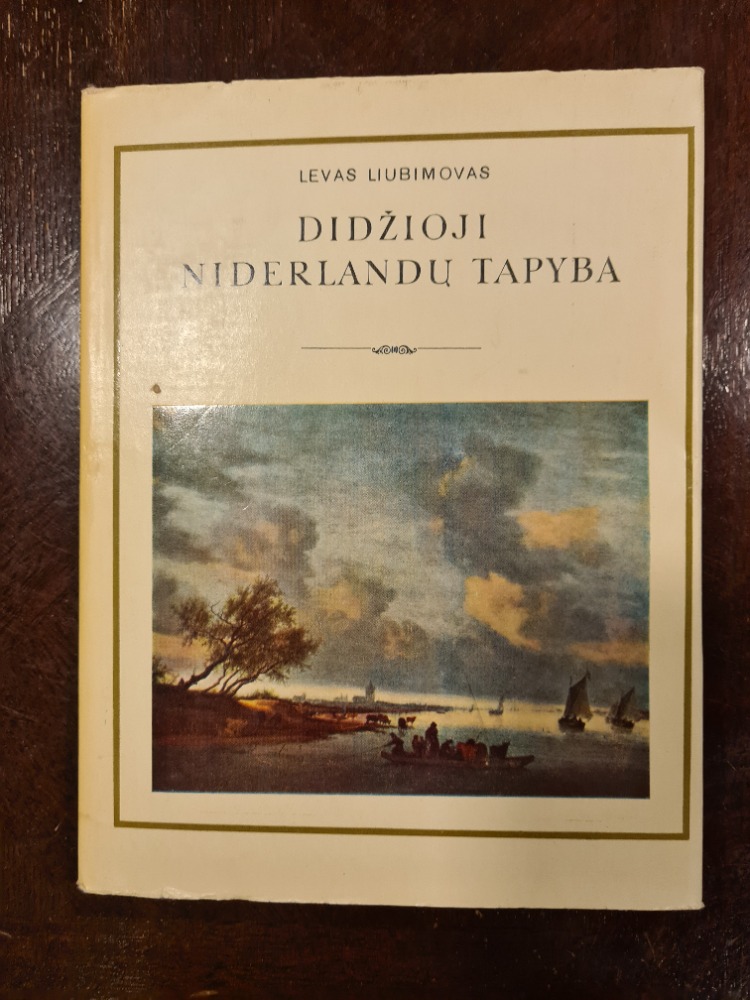 LEVAS LIUBIMOVAS
DIDŽIOJI
NIDERLANDŲ TAPYBA